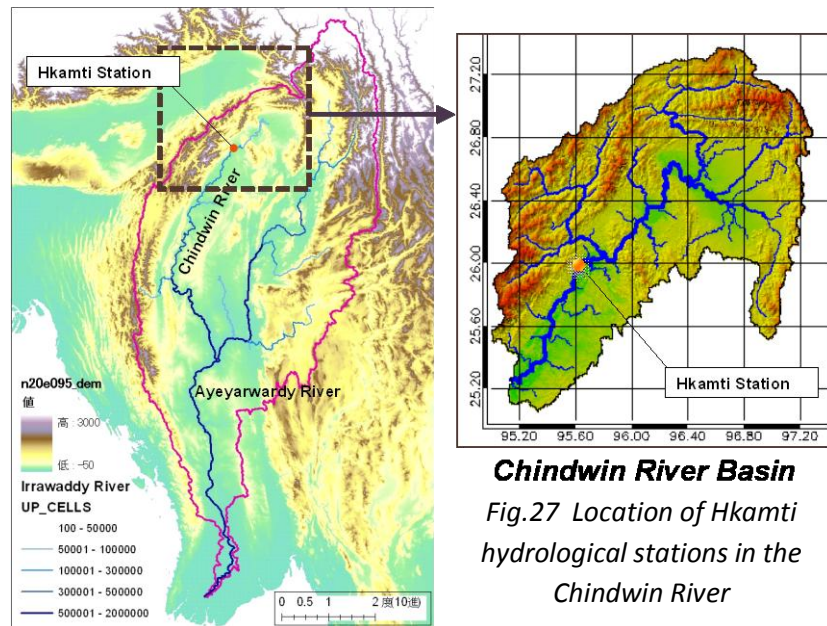 Hkamti Station
Chindwin River
Ayeyarwardy River
n20e095_dem
値
高 : 3000
低 : -50
Irrawaddy River
UP_CELLS
100 - 50000
50001 - 100000
100001 - 300000
300001 - 500000
500001 - 2000000
0 0.5 1 2 度(10進)
27.20
26.80
26.40
26.00
25.60
25.20
95.20 95.60 96.00 96.40 96.80 97.20
Hkamti Station
Chindwin River Basin
Fig.27 Location of Hkamti
hydrological stations in the
Chindwin River